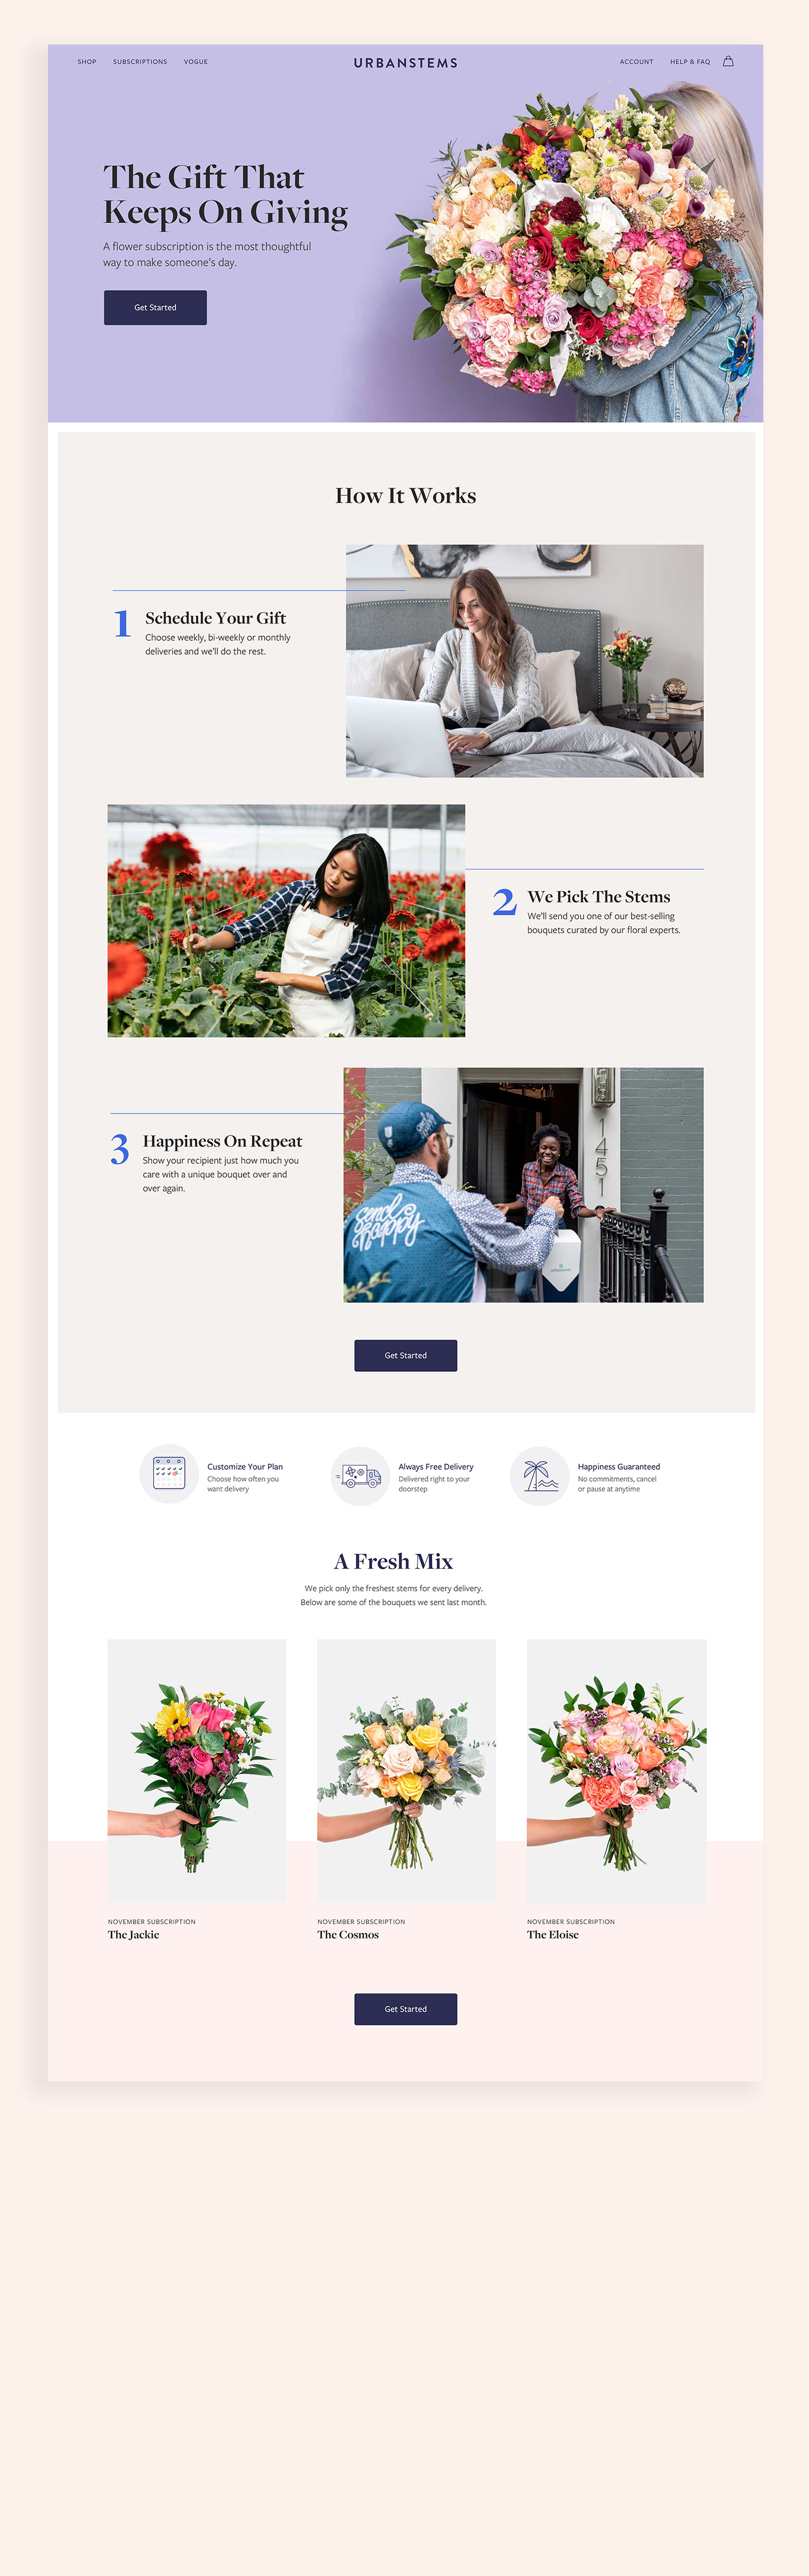 SHOP SUBSCRIPTIONS VOGUE URBANSTEMS ACCOUNT HELP & FAQ
The Gift That
Keeps On Giving
A flower subscription is the most thoughtful
way to make someone's day.
Get Started
How It Works
1 Schedule Your Gift
Choose weekly, bi-weekly or monthly
deliveries and we'll do the rest.
2 We Pick The Stems
We'll send you one of our best-selling
bouquets curated by our floral experts.
3 Happiness On Repeat
Show your recipient just how much you
care with a unique bouquet over and
over again.
1451
send
happy
Get Started
Customize Your Plan
Choose how often you
want delivery
Always Free Delivery
Delivered right to your
doorstep
Happiness Guaranteed
No commitments, cancel
or pause at anytime
A Fresh Mix
We pick only the freshest stems for every delivery.
Below are some of the bouquets we sent last month.
NOVEMBER SUBSCRIPTION
The Jackie
NOVEMBER SUBSCRIPTION
The Cosmos
NOVEMBER SUBSCRIPTION
The Eloise
Get Started